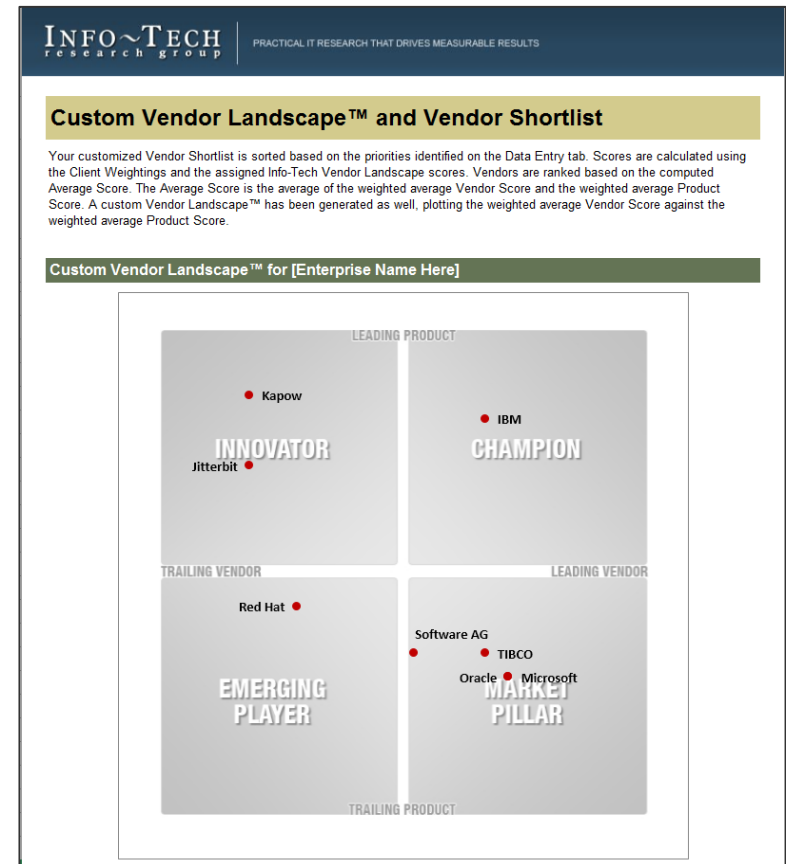 INFO~TECH
research group
PRACTICAL IT RESEARCH THAT DRIVES MEASURABLE RESULTS
Custom Vendor Landscape™ and Vendor Shortlist
Your customized Vendor Shortlist is sorted based on the priorities identified on the Data Entry tab. Scores are calculated using
the Client Weightings and the assigned Info-Tech Vendor Landscape scores. Vendors are ranked based on the computed
Average Score. The Average Score is the average of the weighted average Vendor Score and the weighted average Product
Score. A custom Vendor Landscape™ has been generated as well, plotting the weighted average Vendor Score against the
weighted average Product Score.
Custom Vendor Landscape™ for [Enterprise Name Here]
LEADING PRODUCT
Kapow
IBM
INNOVATOR
CHAMPION
Jitterbit
TRAILING VENDOR
LEADING VENDOR
Red Hat
Software AG
TIBCO
Oracle
Microsoft
EMERGING
PLAYER
MARKET
PILLAR
TRAILING PRODUCT